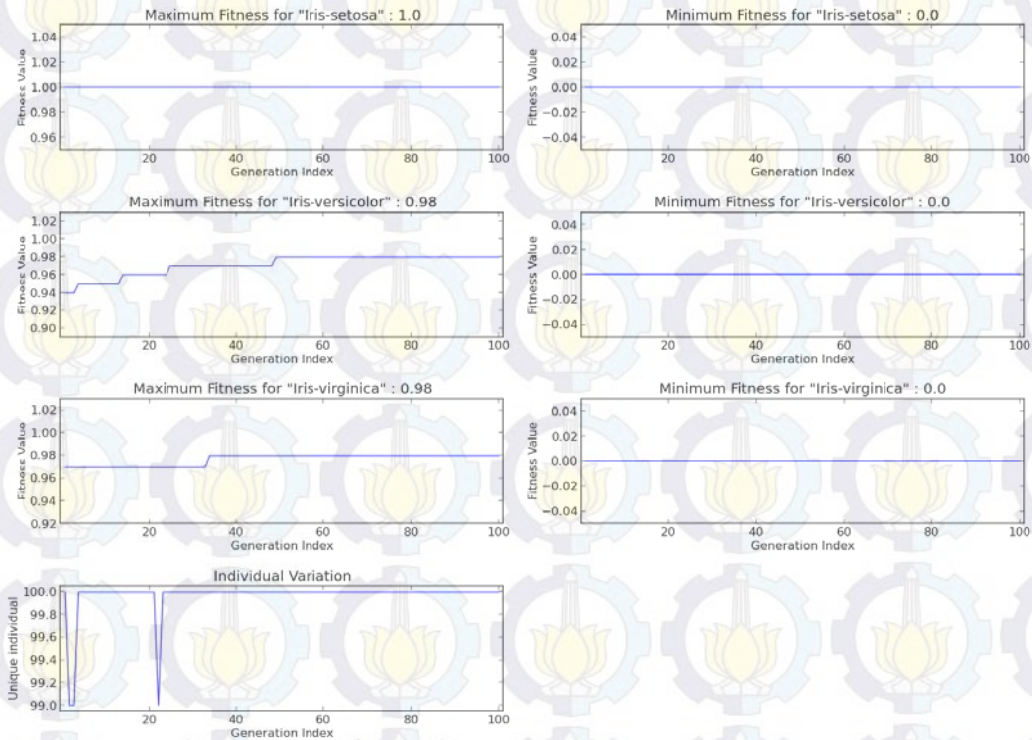 Maximum Fitness for "Iris-setosa" : 1.0
Fitness Value
1.04
1.02
1.00
0.98
0.96
20 40 60 80 100
Generation Index
Minimum Fitness for "Iris-setosa" : 0.0
Fitness Value
0.04
0.02
0.00
−0.02
−0.04
20 40 60 80 100
Generation Index
Maximum Fitness for "Iris-versicolor" : 0.98
Fitness Value
1.02
1.00
0.98
0.96
0.94
0.92
0.90
20 40 60 80 100
Generation Index
Minimum Fitness for "Iris-versicolor" : 0.0
Fitness Value
0.04
0.02
0.00
−0.02
−0.04
20 40 60 80 100
Generation Index
Maximum Fitness for "Iris-virginica" : 0.98
Fitness Value
1.02
1.00
0.98
0.96
0.94
0.92
20 40 60 80 100
Generation Index
Minimum Fitness for "Iris-virginica" : 0.0
Fitness Value
0.04
0.02
0.00
−0.02
−0.04
20 40 60 80 100
Generation Index
Individual Variation
Unique individual
100.0
99.8
99.6
99.4
99.2
99.0
20 40 60 80 100
Generation Index